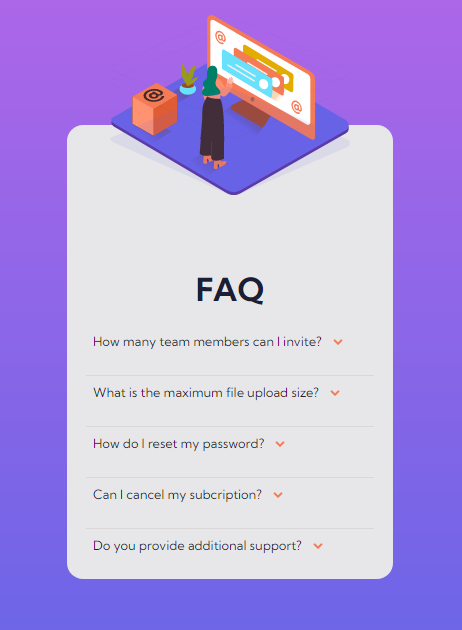 FAQ
How many team members can I invite?
What is the maximum file upload size?
How do I reset my password?
Can I cancel my subcription?
Do you provide additional support?